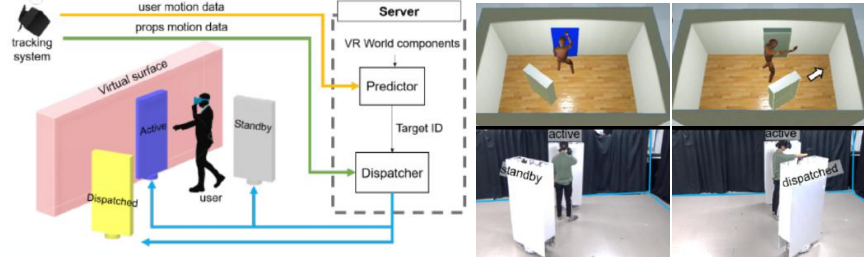 user motion data
Server
props motion data
tracking
system
VR World components
Virtual surface
Predictor
Active
Standby
Target ID
Dispatcher
Dispatched
user
active
standby
active
dispatched